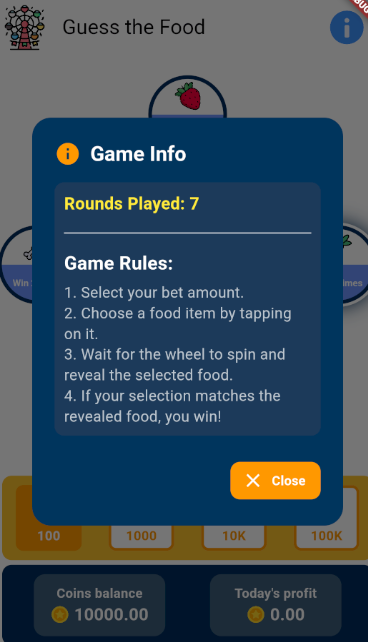 Guess the Food
Game Info
Rounds Played: 7
Game Rules:
1. Select your bet amount.
2. Choose a food item by tapping
on it.
3. Wait for the wheel to spin and
reveal the selected food.
4. If your selection matches the
revealed food, you win!
Win
Close
100
1000
10K
100K
Coins balance
Today's profit
10000.00
0.00